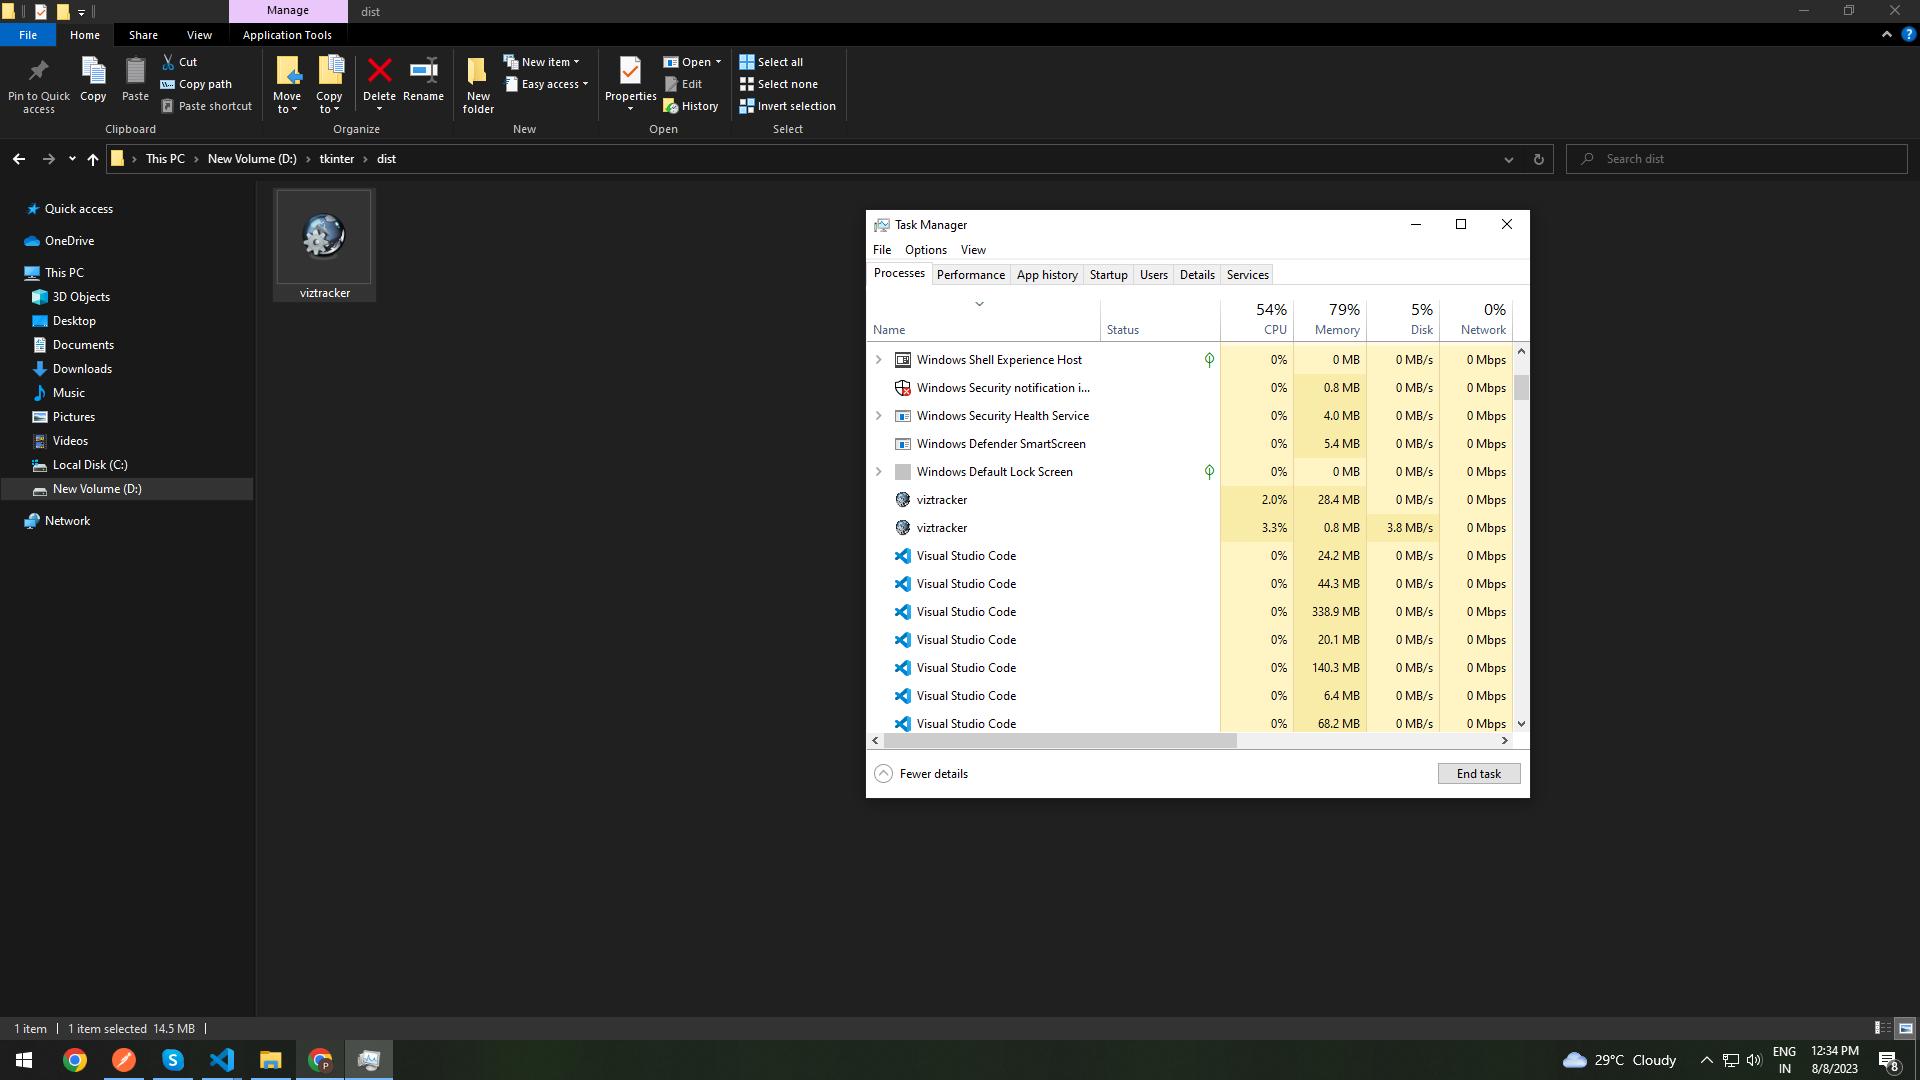 Manage dist
File Home Share View Application Tools
Pin to Quick access
Copy
Paste
Cut
Copy path
Paste shortcut
Clipboard
Move to
Copy to
Delete
Rename
Organize
New folder
New item
Easy access
New
Properties
Open
Edit
History
Open
Select all
Select none
Invert selection
Select
This PC New Volume (D:) tkinter dist
Search dist
Quick access
OneDrive
This PC
3D Objects
Desktop
Documents
Downloads
Music
Pictures
Videos
Local Disk (C:)
New Volume (D:)
Network
viztracker
Task Manager
File Options View
Processes Performance App history Startup Users Details Services
54% 79% 5% 0%
Name Status CPU Memory Disk Network
Windows Shell Experience Host 0% 0 MB 0 MB/s 0 Mbps
Windows Security notification i... 0% 0.8 MB 0 MB/s 0 Mbps
Windows Security Health Service 0% 4.0 MB 0 MB/s 0 Mbps
Windows Defender SmartScreen 0% 5.4 MB 0 MB/s 0 Mbps
Windows Default Lock Screen 0% 0 MB 0 MB/s 0 Mbps
viztracker 2.0% 28.4 MB 0 MB/s 0 Mbps
viztracker 3.3% 0.8 MB 3.8 MB/s 0 Mbps
Visual Studio Code 0% 24.2 MB 0 MB/s 0 Mbps
Visual Studio Code 0% 44.3 MB 0 MB/s 0 Mbps
Visual Studio Code 0% 338.9 MB 0 MB/s 0 Mbps
Visual Studio Code 0% 20.1 MB 0 MB/s 0 Mbps
Visual Studio Code 0% 140.3 MB 0 MB/s 0 Mbps
Visual Studio Code 0% 6.4 MB 0 MB/s 0 Mbps
Visual Studio Code 0% 68.2 MB 0 MB/s 0 Mbps
Fewer details
End task
1 item 1 item selected 14.5 MB
29°C Cloudy
ENG
IN
12:34 PM
8/8/2023
8